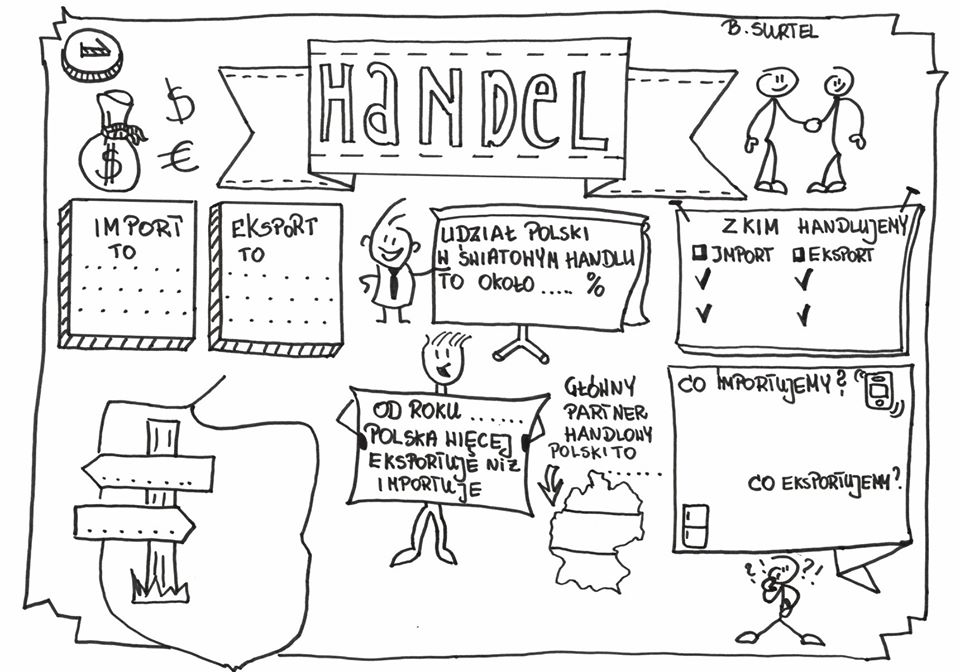 B. SURTEL
1
$
€
$
HANDEL
IMPORT
TO
..........
..........
..........
EKSPORT
TO
..........
..........
..........
UDZIAŁ POLSKI
W ŚWIATOWYM HANDLU
TO OKOŁO ..... %
Z KIM HANDLUJEMY
IMPORT EKSPORT
OD ROKU .......
POLSKA WIĘCEJ
EKSPORTUJE NIŻ
IMPORTUJE
GŁÓWNY
PARTNER
HANDLOWY
POLSKI TO
........
CO IMPORTUJEMY?
CO EKSPORTUJEMY?
? ! ? !